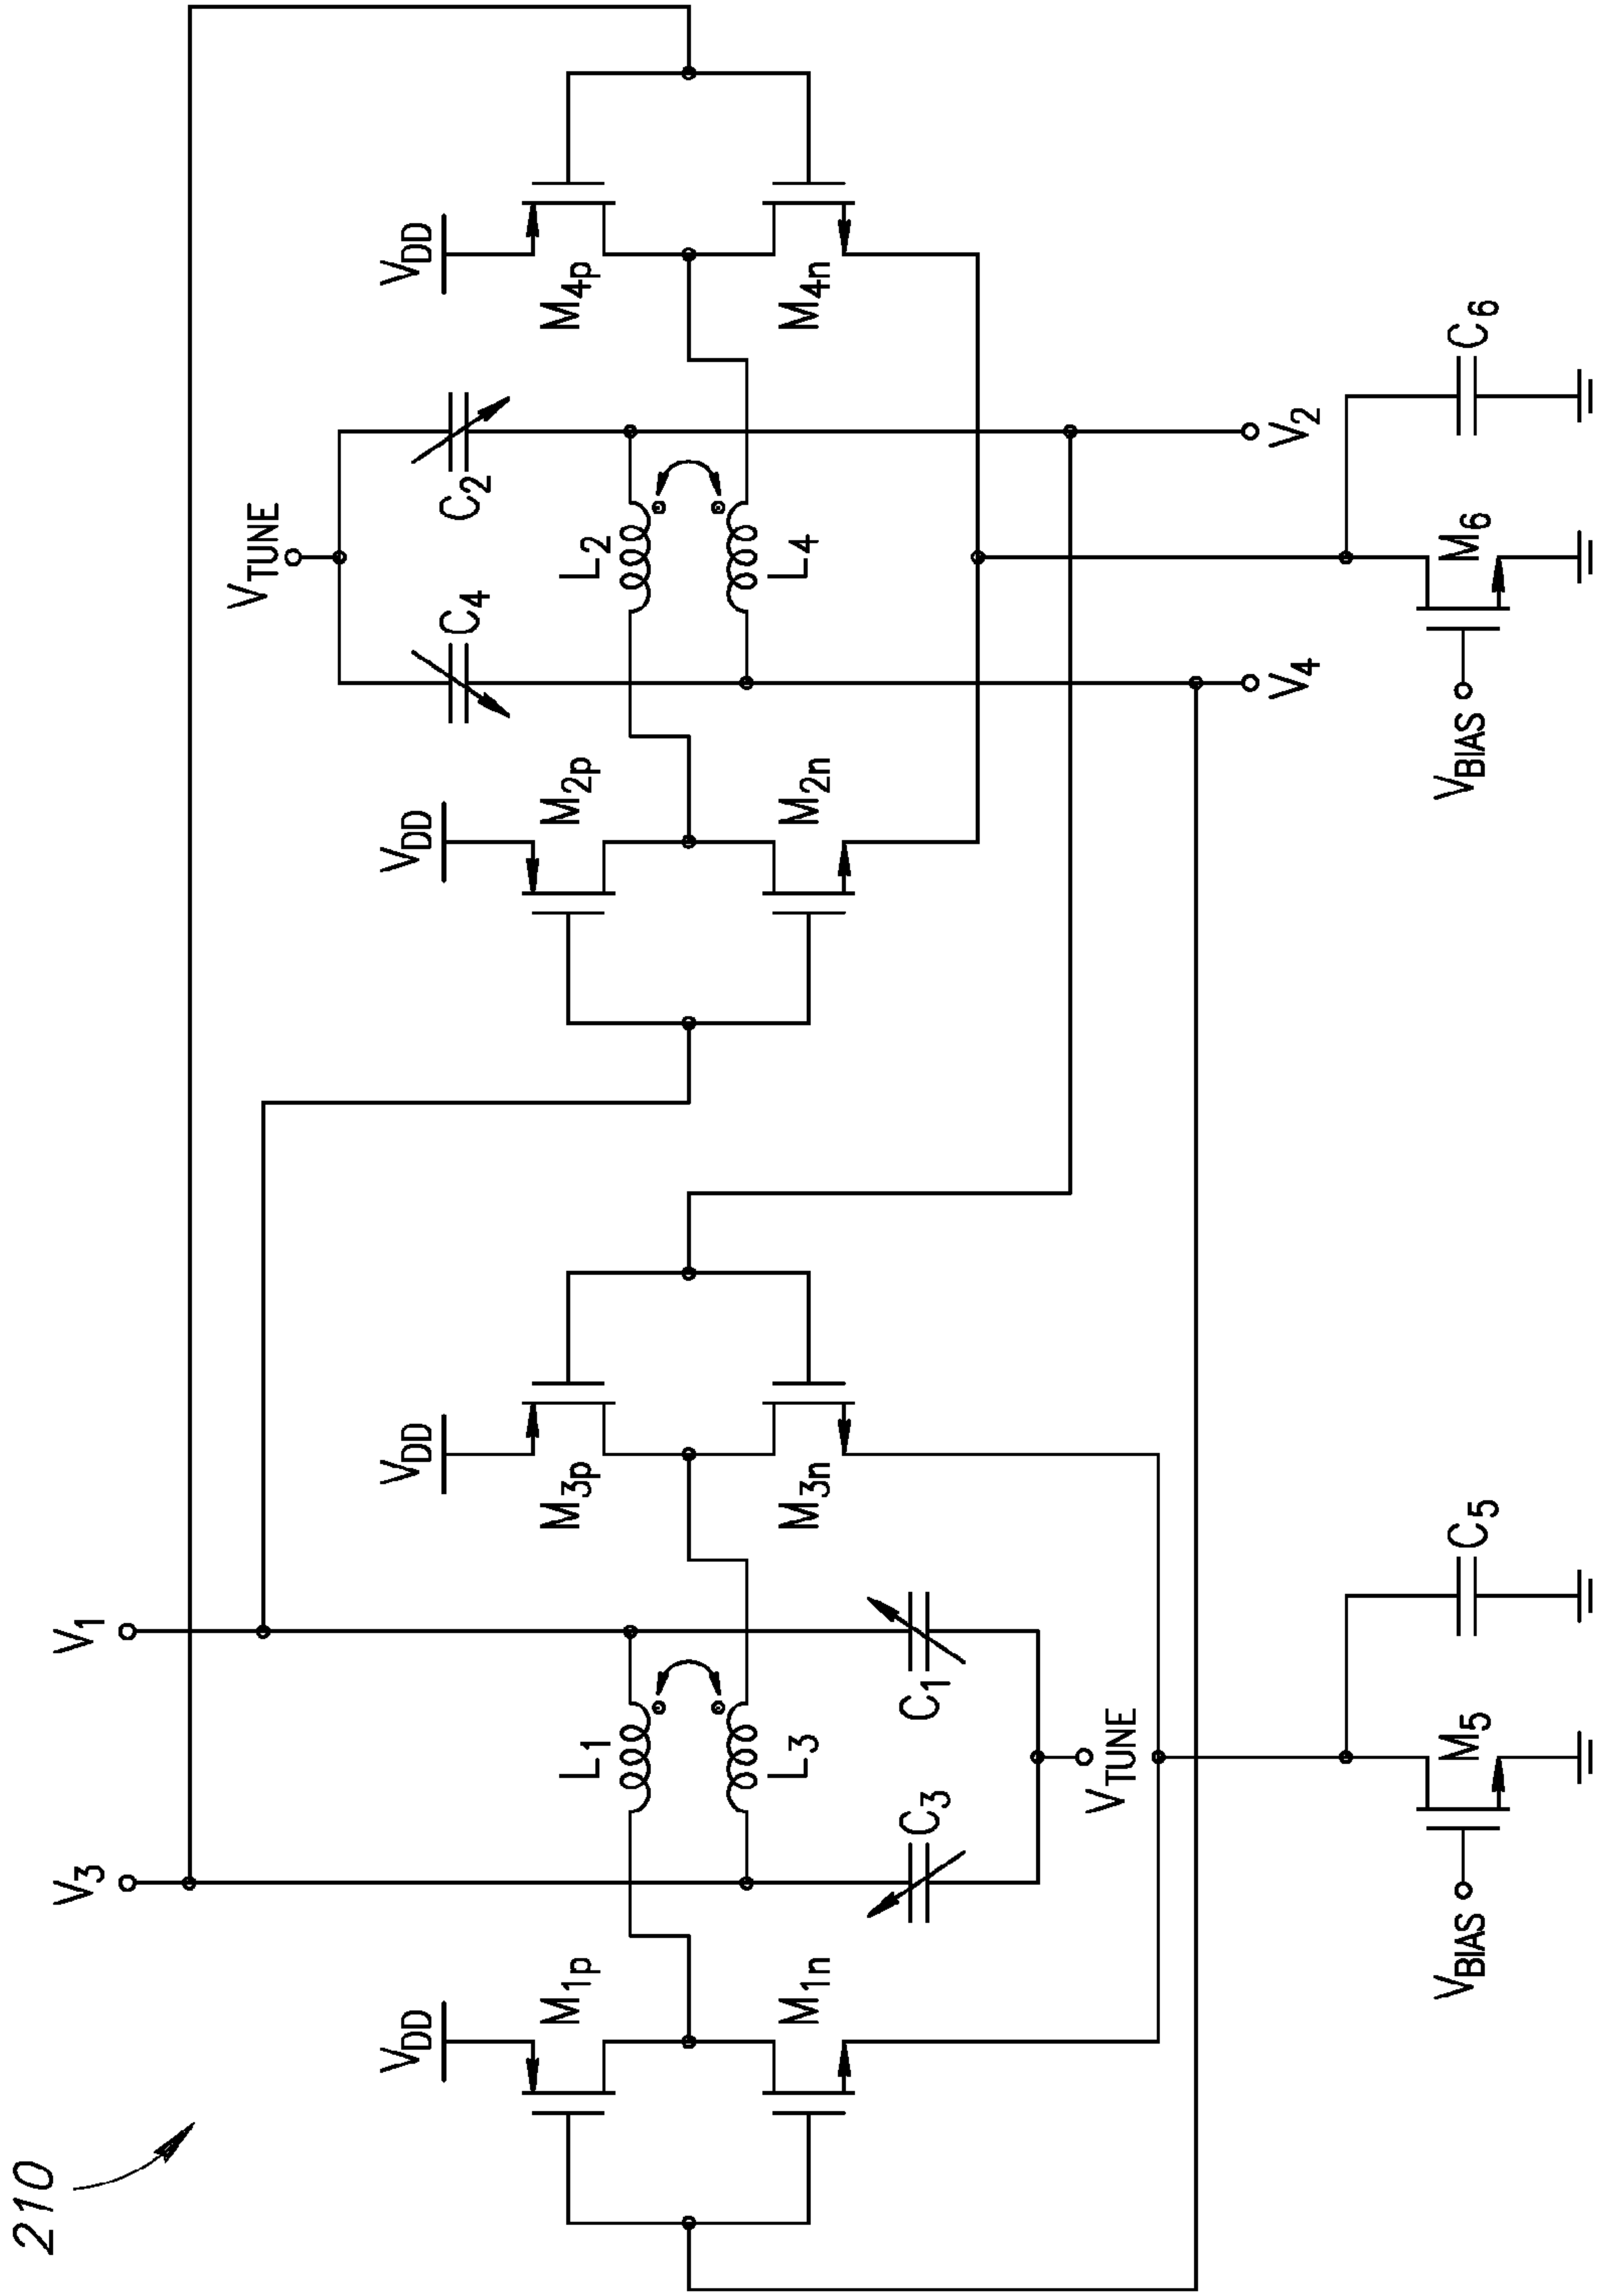 210
V3
V1
VTUNE
VDD
VDD
VDD
VDD
C4
C2
M1p
M3p
M2p
M4p
L1
L2
L3
L4
M1n
M3n
M2n
M4n
C3
C1
VTUNE
V4
V2
VBIAS
M5
C5
VBIAS
M6
C6